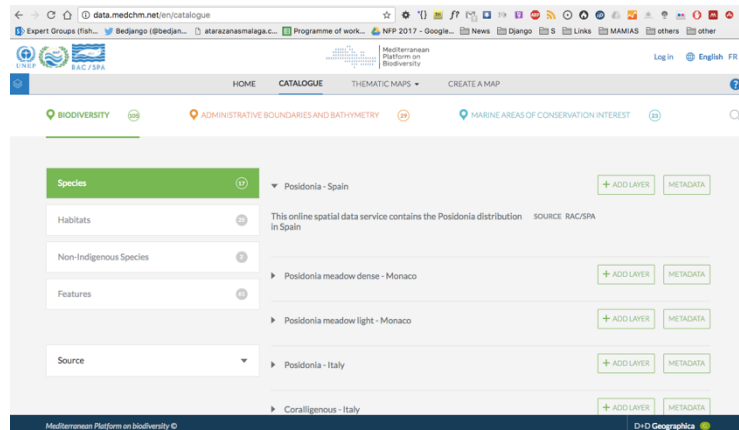 data.medchm.net/en/catalogue
Expert Groups (fish... Bedjango (@bedjan... atarazanasmalaga.c... Programme of work... NFP 2017 - Google... News Django S Links MAMIAS others other
UNEP BAC/SPA Mediterranean
Platform on
Biodiversity
Log in English FR
HOME CATALOGUE THEMATIC MAPS CREATE A MAP ?
BIODIVERSITY ADMINISTRATIVE BOUNDARIES AND BATHYMETRY 29 MARINE AREAS OF CONSERVATION INTEREST 23
Species 17
Posidonia - Spain + ADD LAYER METADATA
This online spatial data service contains the Posidonia distribution SOURCE RAC/SPA
in Spain
Habitats
Non-Indigenous Species
Posidonia meadow dense - Monaco + ADD LAYER METADATA
Features
Posidonia meadow light - Monaco + ADD LAYER METADATA
Source
Posidonia - Italy + ADD LAYER METADATA
Coralligenous - Italy + ADD LAYER METADATA
Mediterranean Platform on biodiversity © D+D Geographica